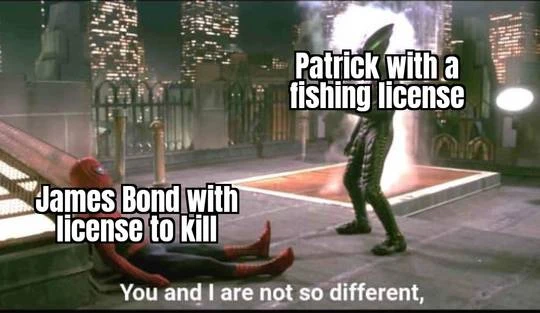 Patrick with a
fishing license
James Bond with
license to kill
You and I are not so different,